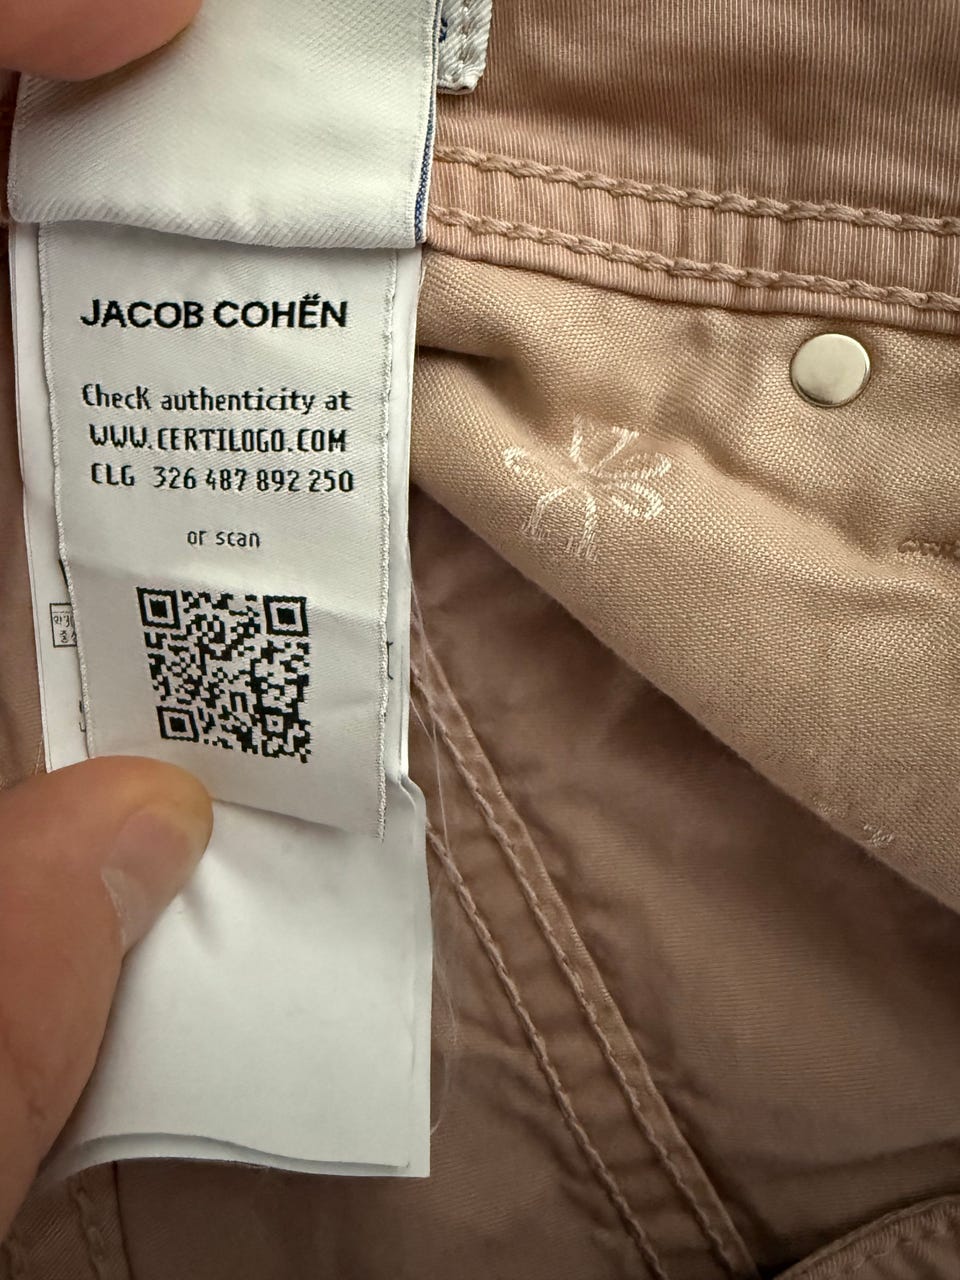 JACOB COHËN
Check authenticity at
WWW.CERTILOGO.COM
CLG 326 487 892 250
or scan